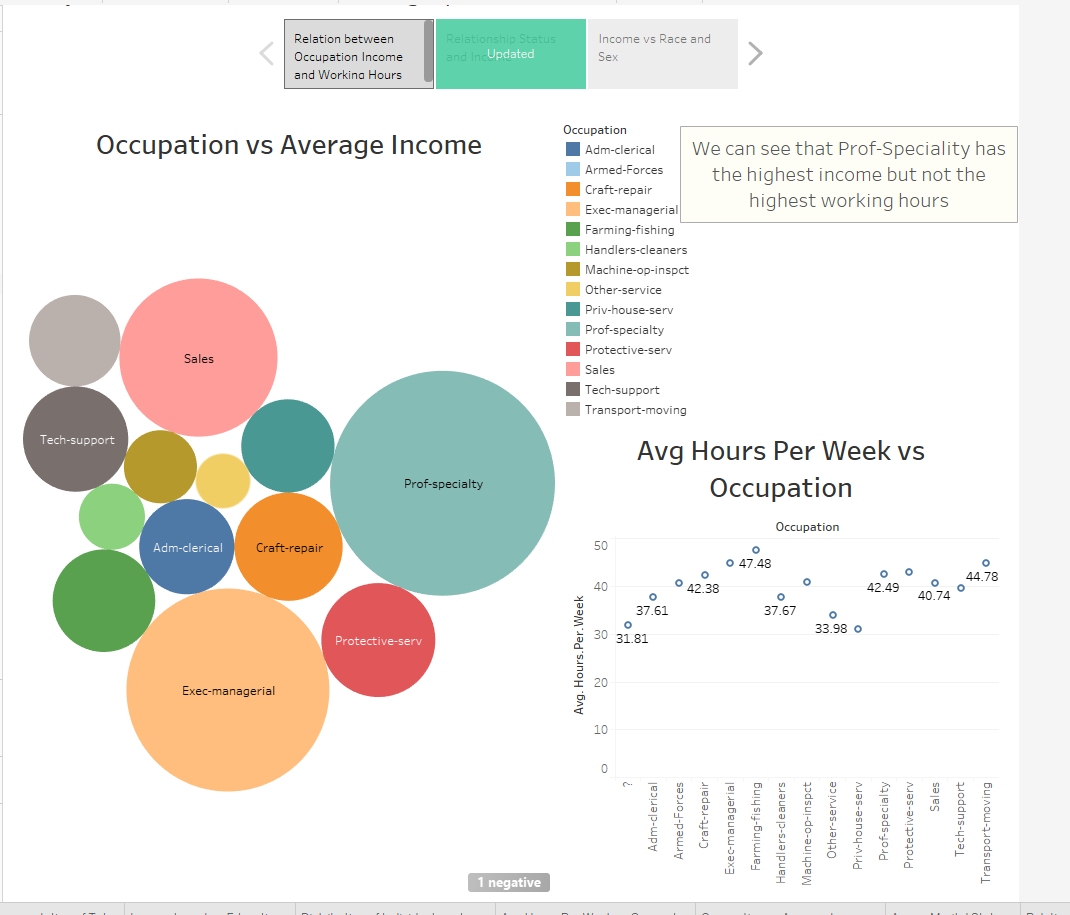 Relation between
Occupation Income
and Working Hours
Relationship Status
and Income
Updated
Income vs Race and
Sex
Occupation vs Average Income
Occupation
Adm-clerical
Armed-Forces
Craft-repair
Exec-managerial
Farming-fishing
Handlers-cleaners
Machine-op-inspct
Other-service
Priv-house-serv
Prof-specialty
Protective-serv
Sales
Tech-support
Transport-moving
We can see that Prof-Speciality has
the highest income but not the
highest working hours
Sales
Tech-support
Prof-specialty
Adm-clerical
Craft-repair
Protective-serv
Exec-managerial
1 negative
Avg Hours Per Week vs
Occupation
Occupation
Avg. Hours.Per.Week
50
40
30
20
10
0
31.81
37.61
42.38
47.48
37.67
33.98
42.49
40.74
44.78
?
Adm-clerical
Armed-Forces
Craft-repair
Exec-managerial
Farming-fishing
Handlers-cleaners
Machine-op-inspct
Other-service
Priv-house-serv
Prof-specialty
Protective-serv
Sales
Tech-support
Transport-moving